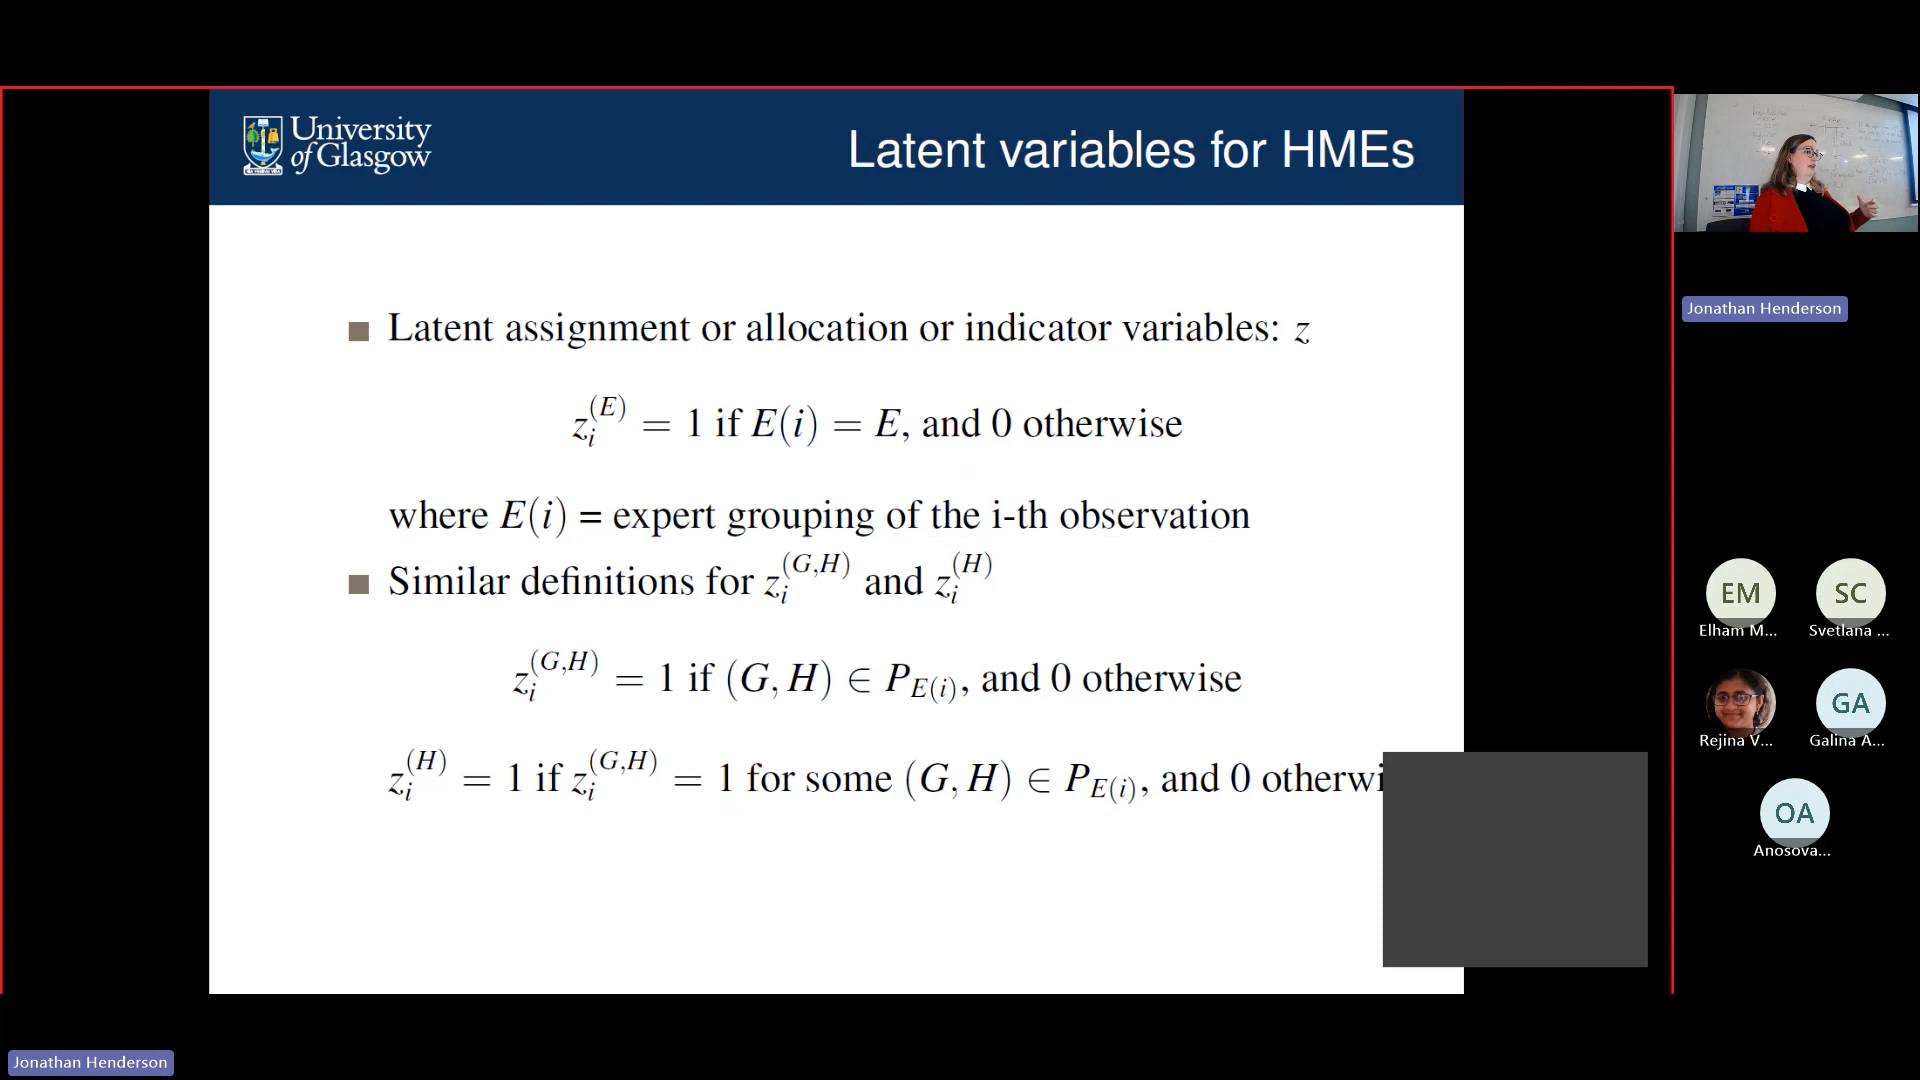 University
of Glasgow
Latent variables for HMEs
Latent assignment or allocation or indicator variables: z
z_i^{(E)} = 1 if E(i) = E, and 0 otherwise
where E(i) = expert grouping of the i-th observation
Similar definitions for z_i^{(G,H)} and z_i^{(H)}
z_i^{(G,H)} = 1 if (G, H) ∈ P_{E(i)}, and 0 otherwise
z_i^{(H)} = 1 if z_i^{(G,H)} = 1 for some (G, H) ∈ P_{E(i)}, and 0 otherwi
Jonathan Henderson
EM
SC
Elham M...
Svetlana ...
GA
Rejina V...
Galina A...
OA
Anosova...
Jonathan Henderson